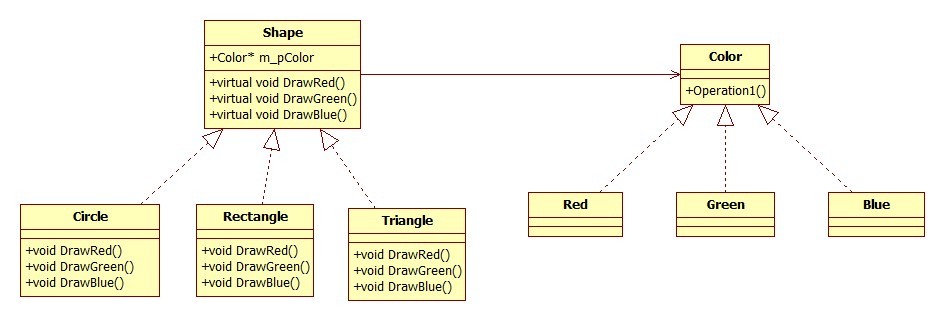 Shape
+Color* m_pColor
+virtual void DrawRed()
+virtual void DrawGreen()
+virtual void DrawBlue()
Color
+Operation1()
Circle
+void DrawRed()
+void DrawGreen()
+void DrawBlue()
Rectangle
+void DrawRed()
+void DrawGreen()
+void DrawBlue()
Triangle
+void DrawRed()
+void DrawGreen()
+void DrawBlue()
Red
Green
Blue